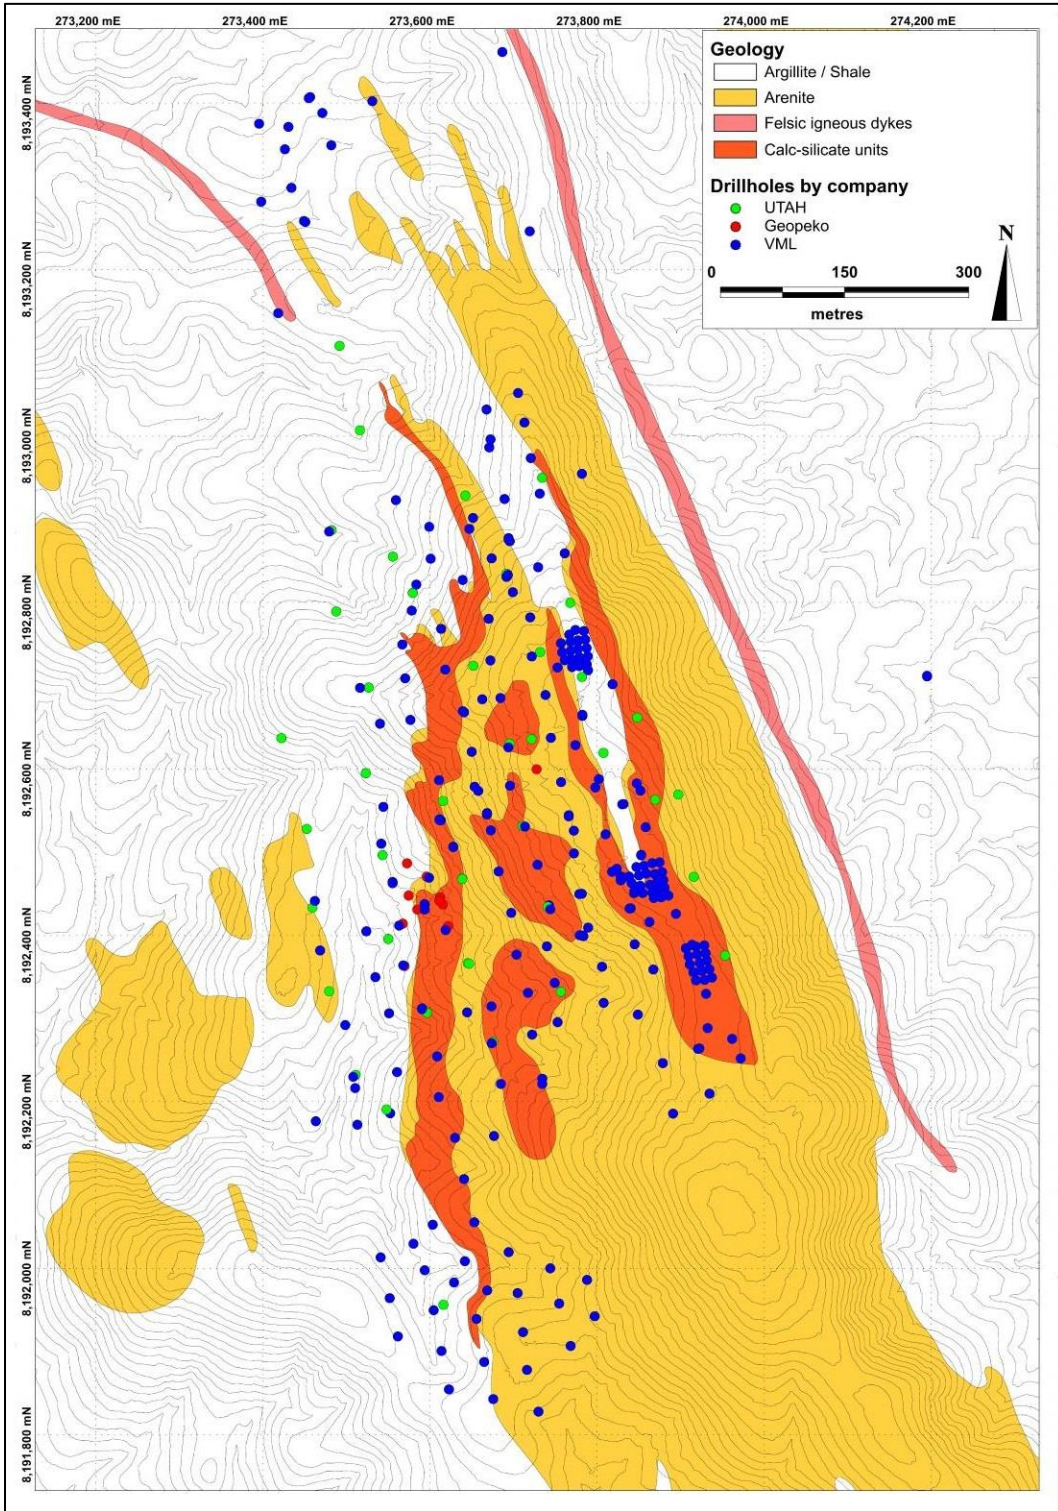 273,200 mE 273,400 mE 273,600 mE 273,800 mE 274,000 mE 274,200 mE
Geology
Argillite / Shale
Arenite
Felsic igneous dykes
Calc-silicate units
Drillholes by company
UTAH
Geopeko
VML
N
0 150 300
metres
8,193,400 mN
8,193,200 mN
8,193,000 mN
8,192,800 mN
8,192,600 mN
8,192,400 mN
8,192,200 mN
8,192,000 mN
8,191,800 mN